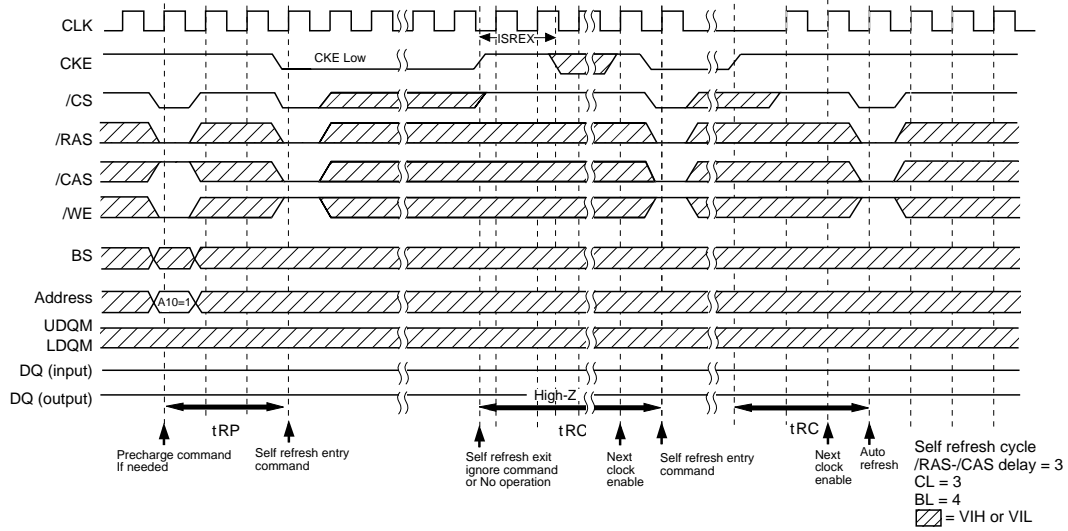 CLK
ISREX
CKE
CKE Low
/CS
/RAS
/CAS
/WE
BS
Address
A10=1
UDQM
LDQM
DQ (input)
DQ (output)
High-Z
tRP
tRC
tRC
Precharge command
If needed
Self refresh entry
command
Self refresh exit
ignore command
or No operation
Next
clock
enable
Self refresh entry
command
Next
clock
enable
Auto
refresh
Self refresh cycle
/RAS-/CAS delay = 3
CL = 3
BL = 4
= VIH or VIL